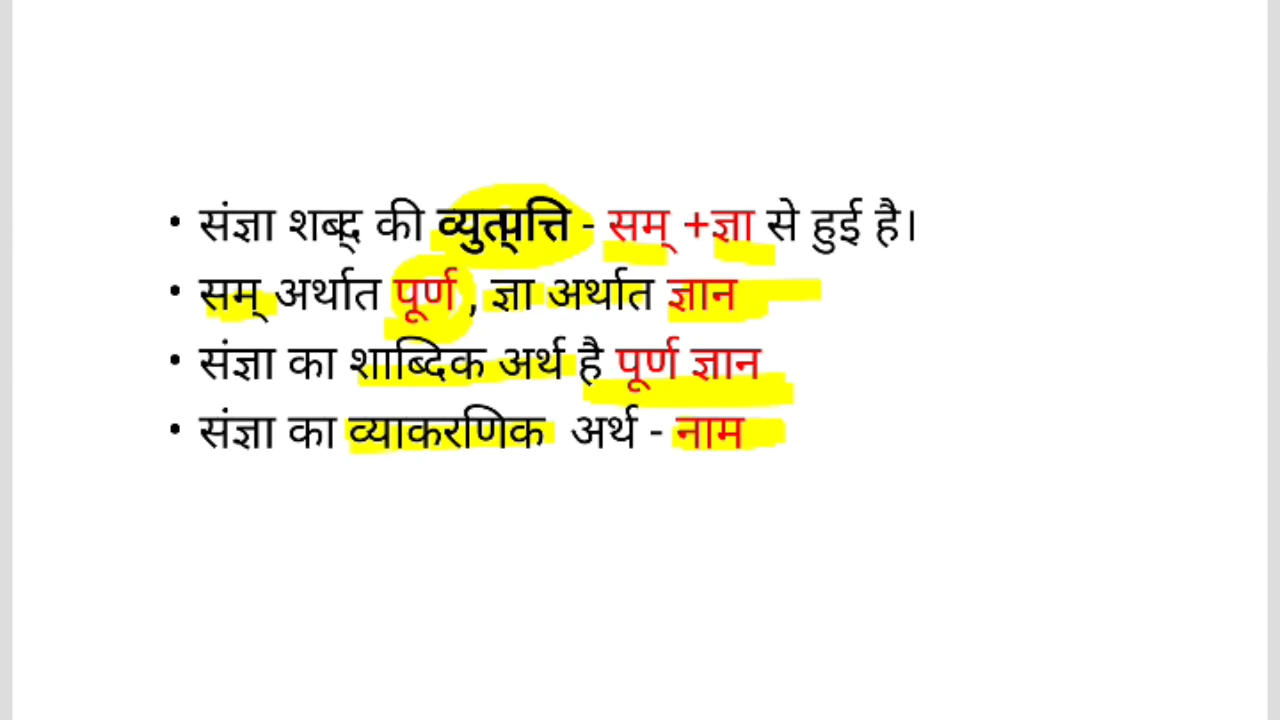 • संज्ञा शब्द् की व्युत्पत्ति - सम् +ज्ञा से हुई है।
• सम् अर्थात पूर्ण , ज्ञा अर्थात ज्ञान
• संज्ञा का शाब्दिक अर्थ है पूर्ण ज्ञान
• संज्ञा का व्याकरणिक अर्थ - नाम